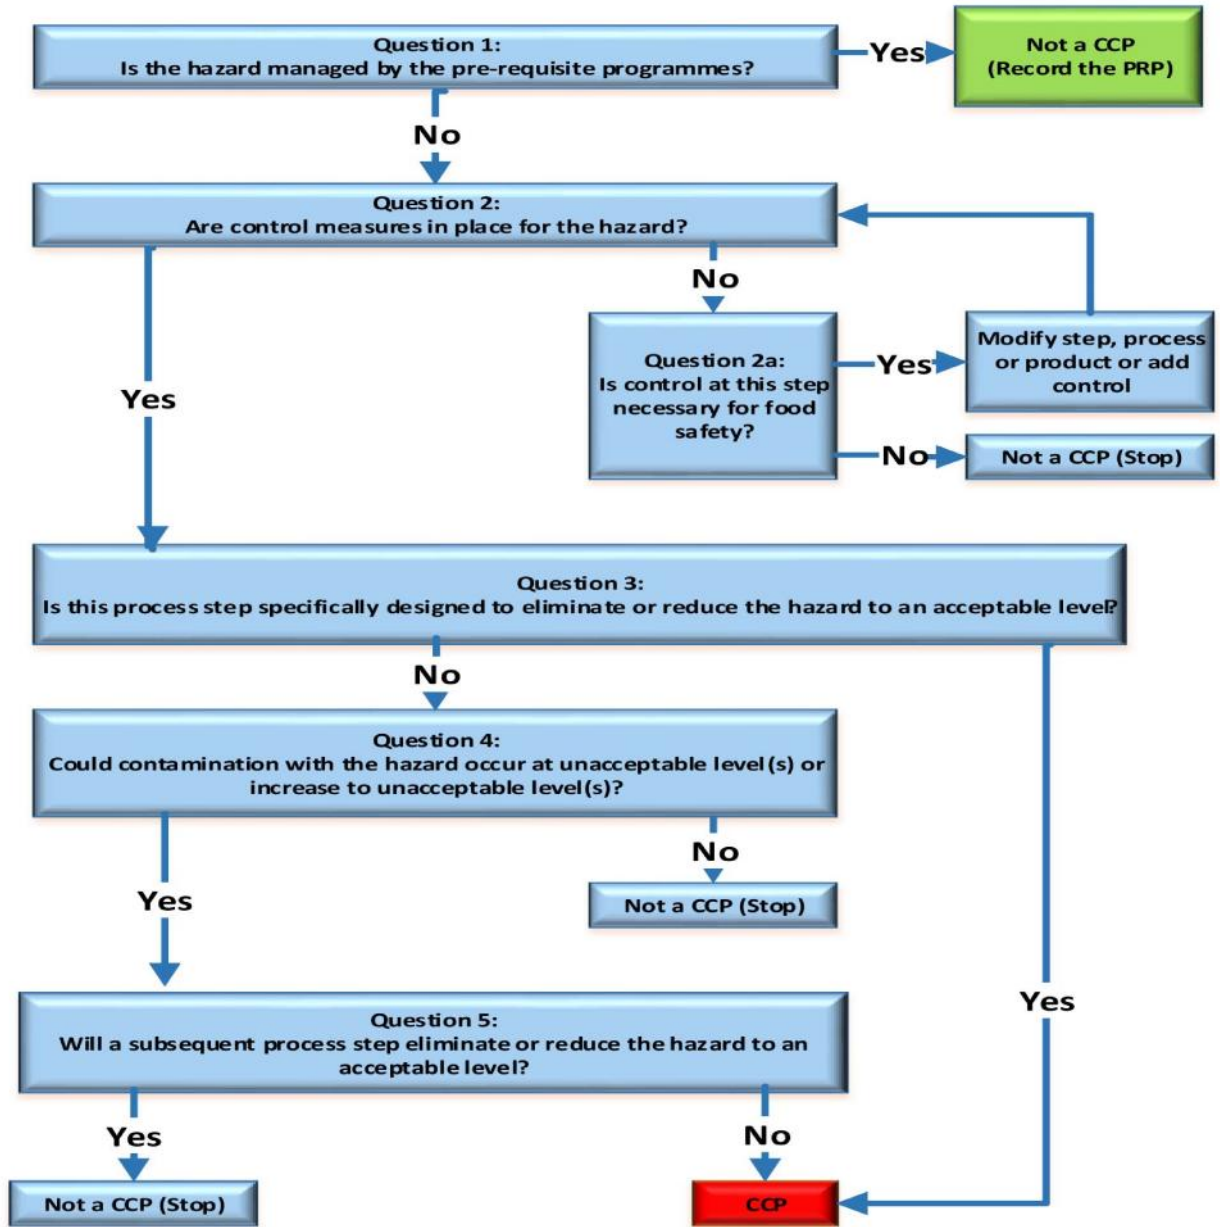 Question 1:
Is the hazard managed by the pre-requisite programmes?
Yes
Not a CCP
(Record the PRP)
No
Question 2:
Are control measures in place for the hazard?
No
Yes
Question 2a:
Is control at this step
necessary for food
safety?
Yes
Modify step, process
or product or add
control
No
Not a CCP (Stop)
Question 3:
Is this process step specifically designed to eliminate or reduce the hazard to an acceptable level?
No
Question 4:
Could contamination with the hazard occur at unacceptable level(s) or
increase to unacceptable level(s)?
No
Yes
Not a CCP (Stop)
Yes
Question 5:
Will a subsequent process step eliminate or reduce the hazard to an
acceptable level?
Yes
No
Not a CCP (Stop)
CCP